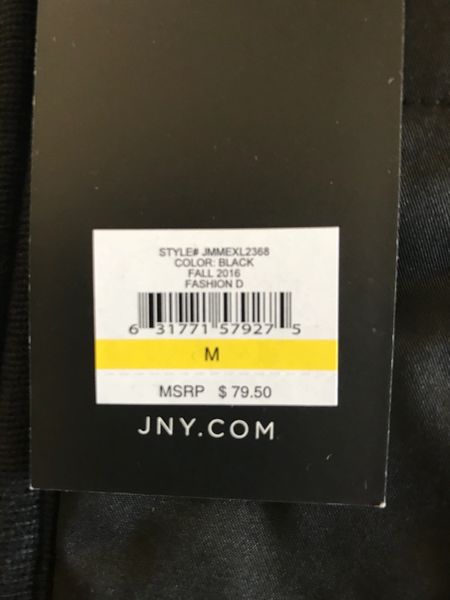 STYLE# JMMEXL2368
COLOR: BLACK
FALL 2016
FASHION D
6 31771 57927 5
M
MSRP $ 79.50
JNY.COM